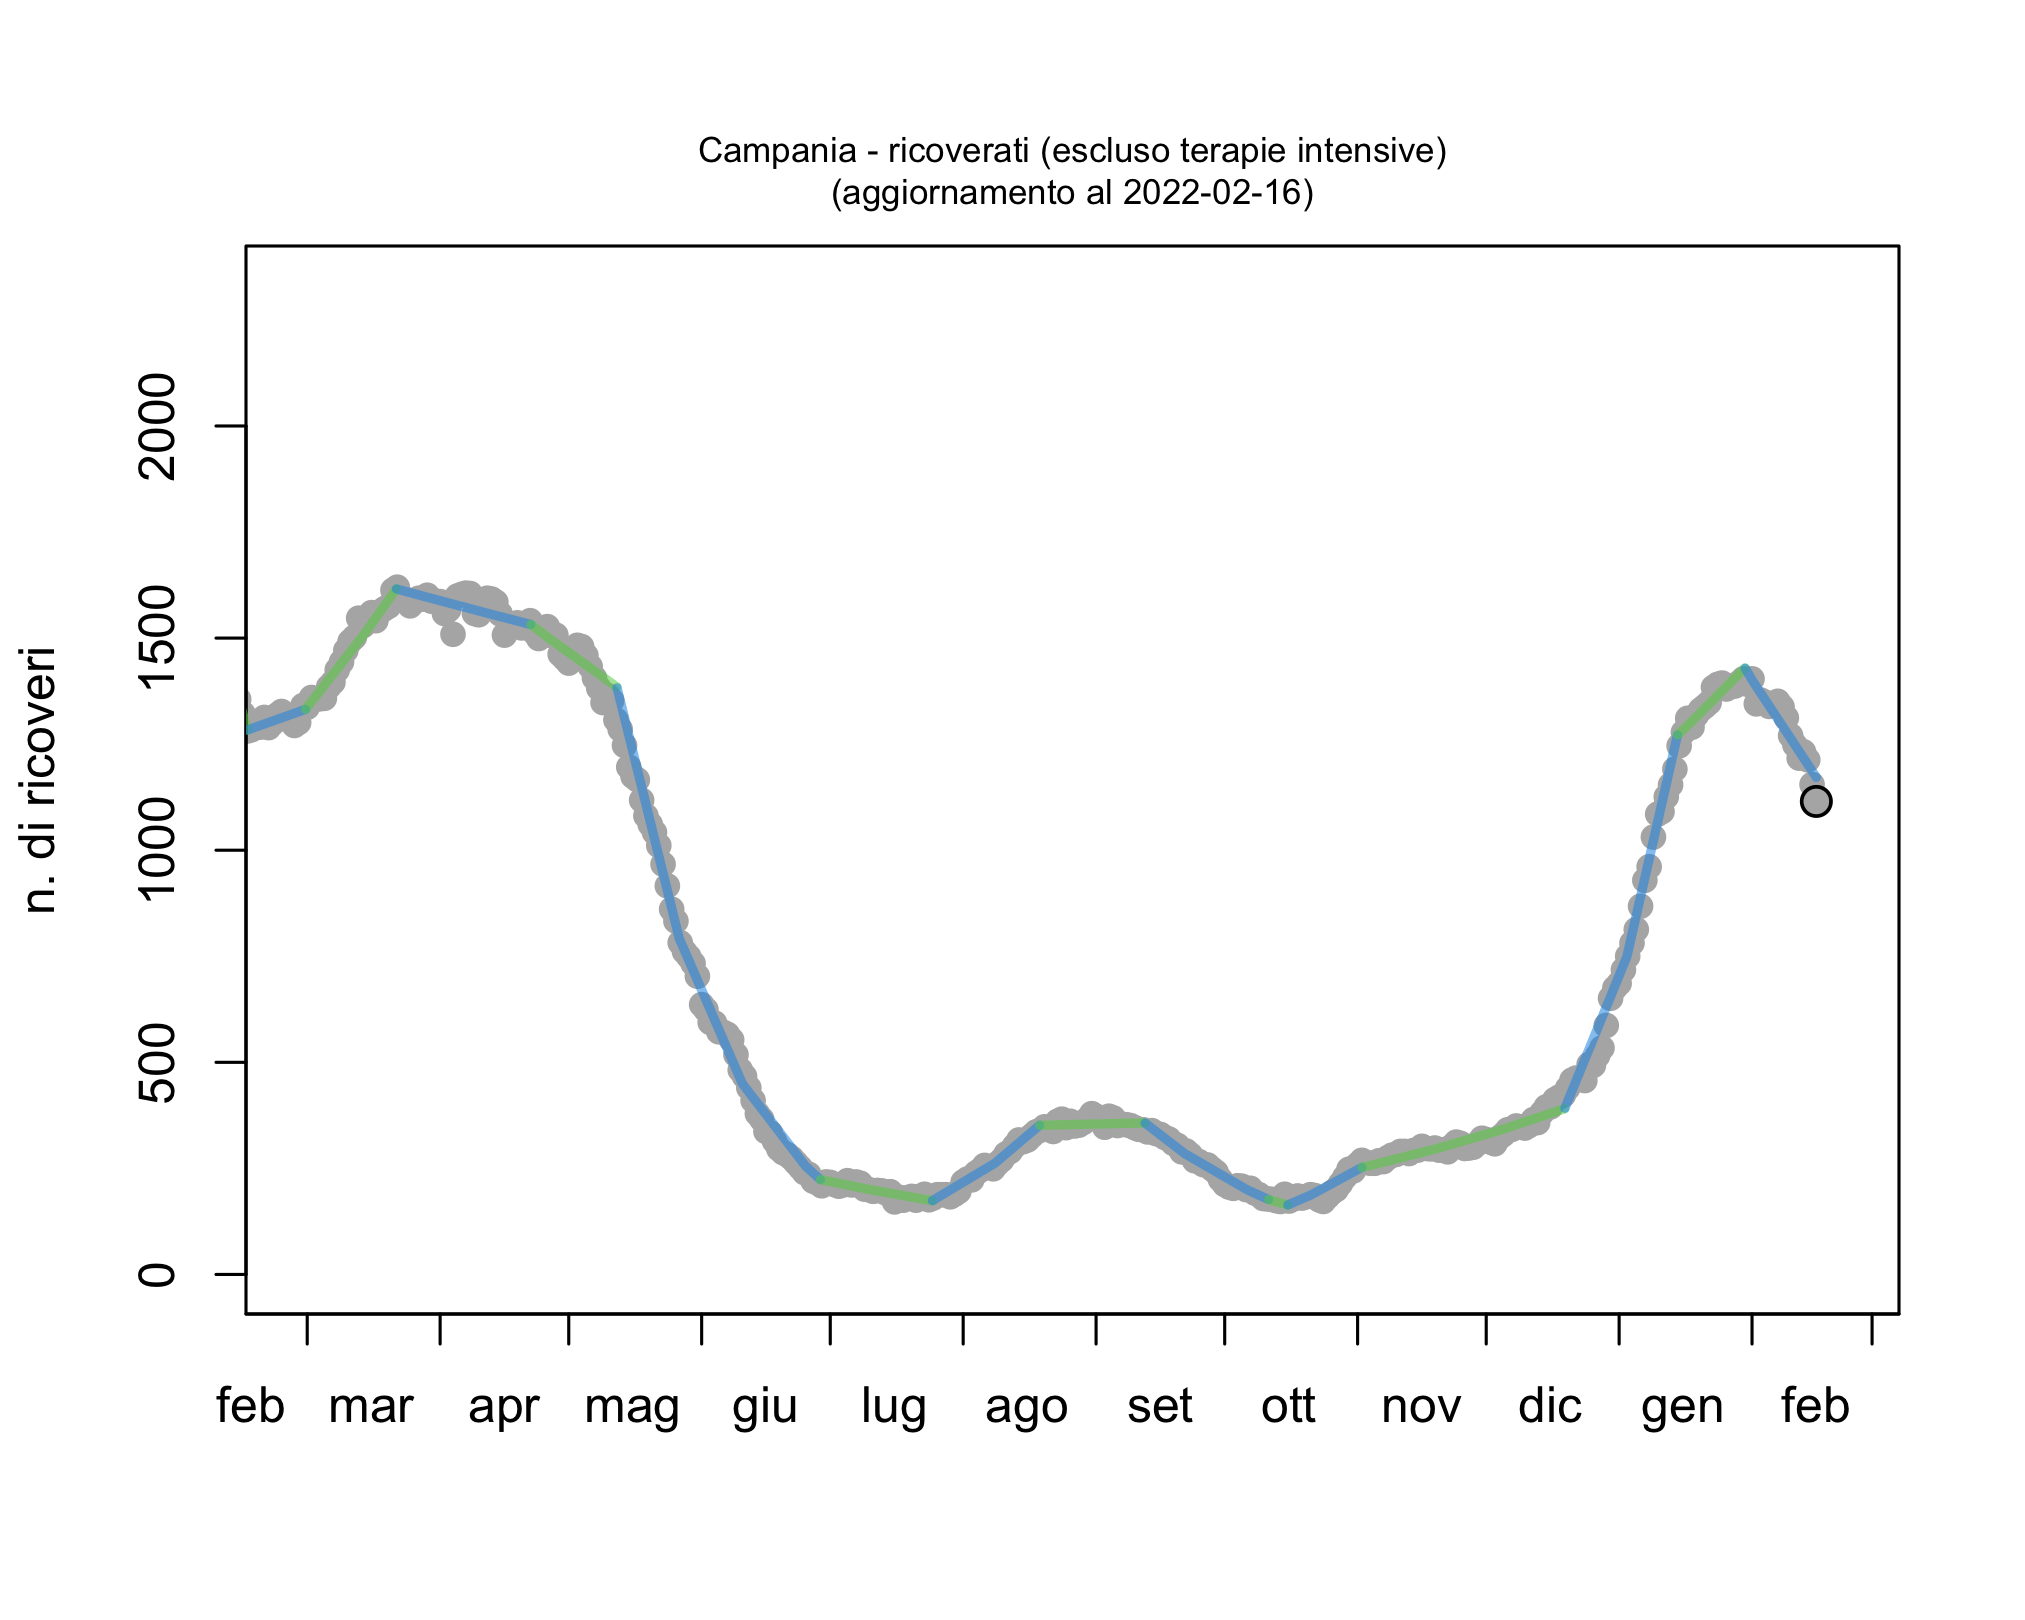 Campania - ricoverati (escluso terapie intensive)
(aggiornamento al 2022-02-16)
n. di ricoveri
2000
1500
1000
500
0
feb mar apr mag giu lug ago set ott nov dic gen feb